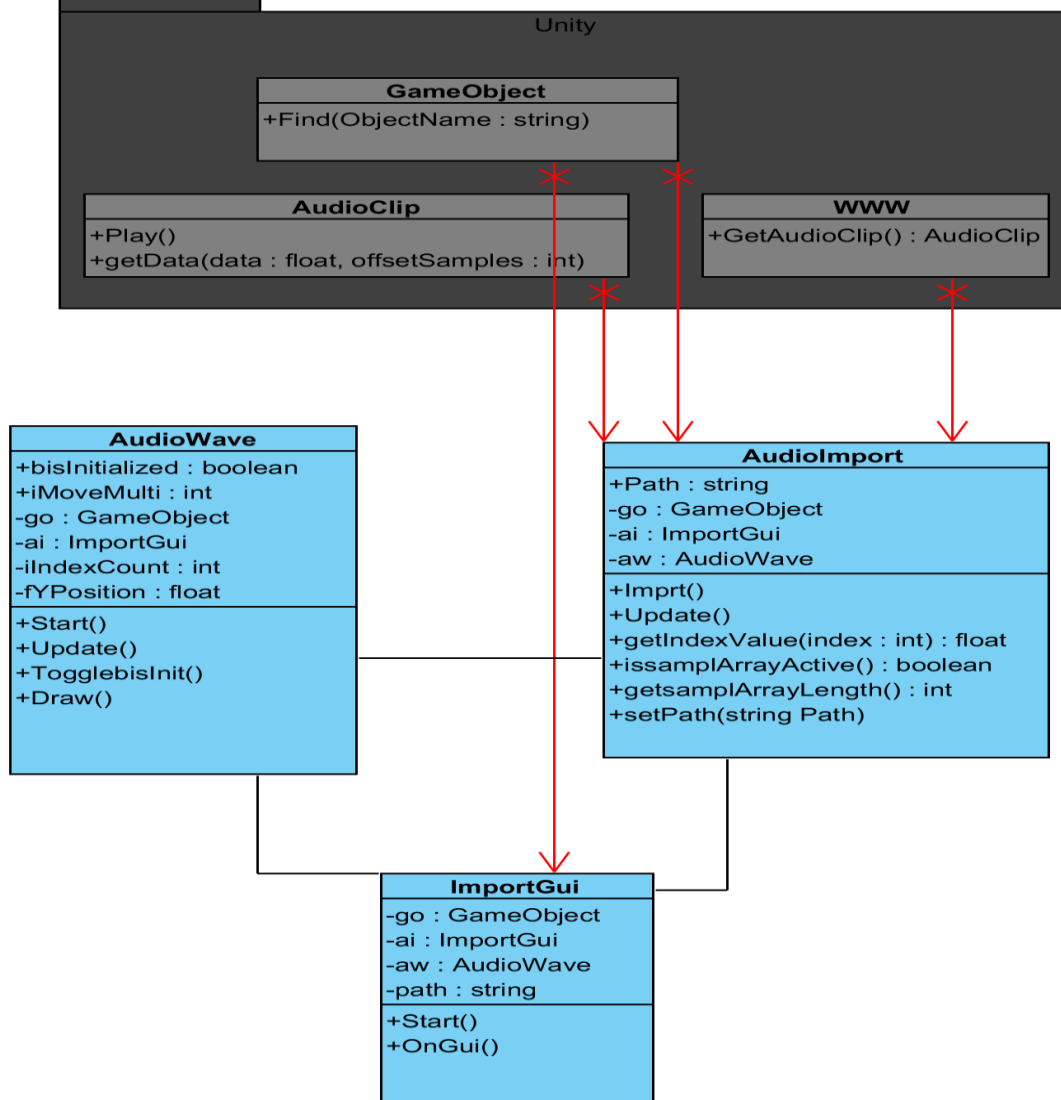 Unity
GameObject
+Find(ObjectName : string)
AudioClip
+Play()
+getData(data : float, offsetSamples : int)
WWW
+GetAudioClip() : AudioClip
AudioWave
+bisInitialized : boolean
+iMoveMulti : int
-go : GameObject
-ai : ImportGui
-iIndexCount : int
-fYPosition : float
+Start()
+Update()
+TogglebisInit()
+Draw()
AudioImport
+Path : string
-go : GameObject
-ai : ImportGui
-aw : AudioWave
+Imprt()
+Update()
+getIndexValue(index : int) : float
+issamplArrayActive() : boolean
+getsamplArrayLength() : int
+setPath(string Path)
ImportGui
-go : GameObject
-ai : ImportGui
-aw : AudioWave
-path : string
+Start()
+OnGui()